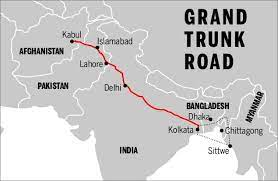 GRAND
TRUNK
ROAD
Kabul
Islamabad
AFGHANISTAN
Lahore
PAKISTAN
Delhi
BANGLADESH
Dhaka
MYANMAR
Kolkata
Chittagong
INDIA
Sittwe